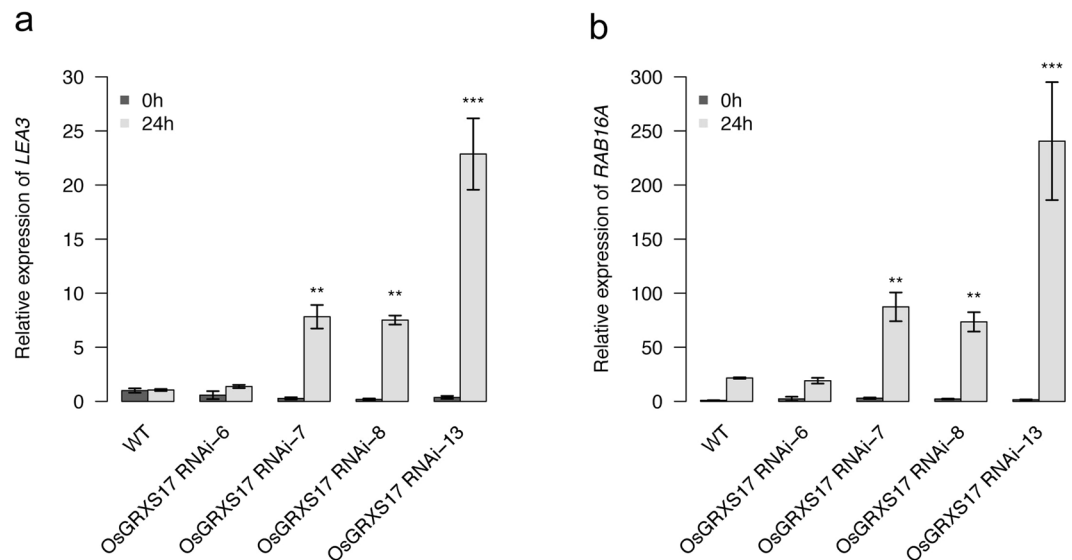 a
Relative expression of LEA3
30
25
20
15
10
5
0
0h
24h
**
**
***
WT
OsGRXS17 RNAi–6
OsGRXS17 RNAi–7
OsGRXS17 RNAi–8
OsGRXS17 RNAi–13
b
Relative expression of RAB16A
300
250
200
150
100
50
0
0h
24h
**
**
***
WT
OsGRXS17 RNAi–6
OsGRXS17 RNAi–7
OsGRXS17 RNAi–8
OsGRXS17 RNAi–13